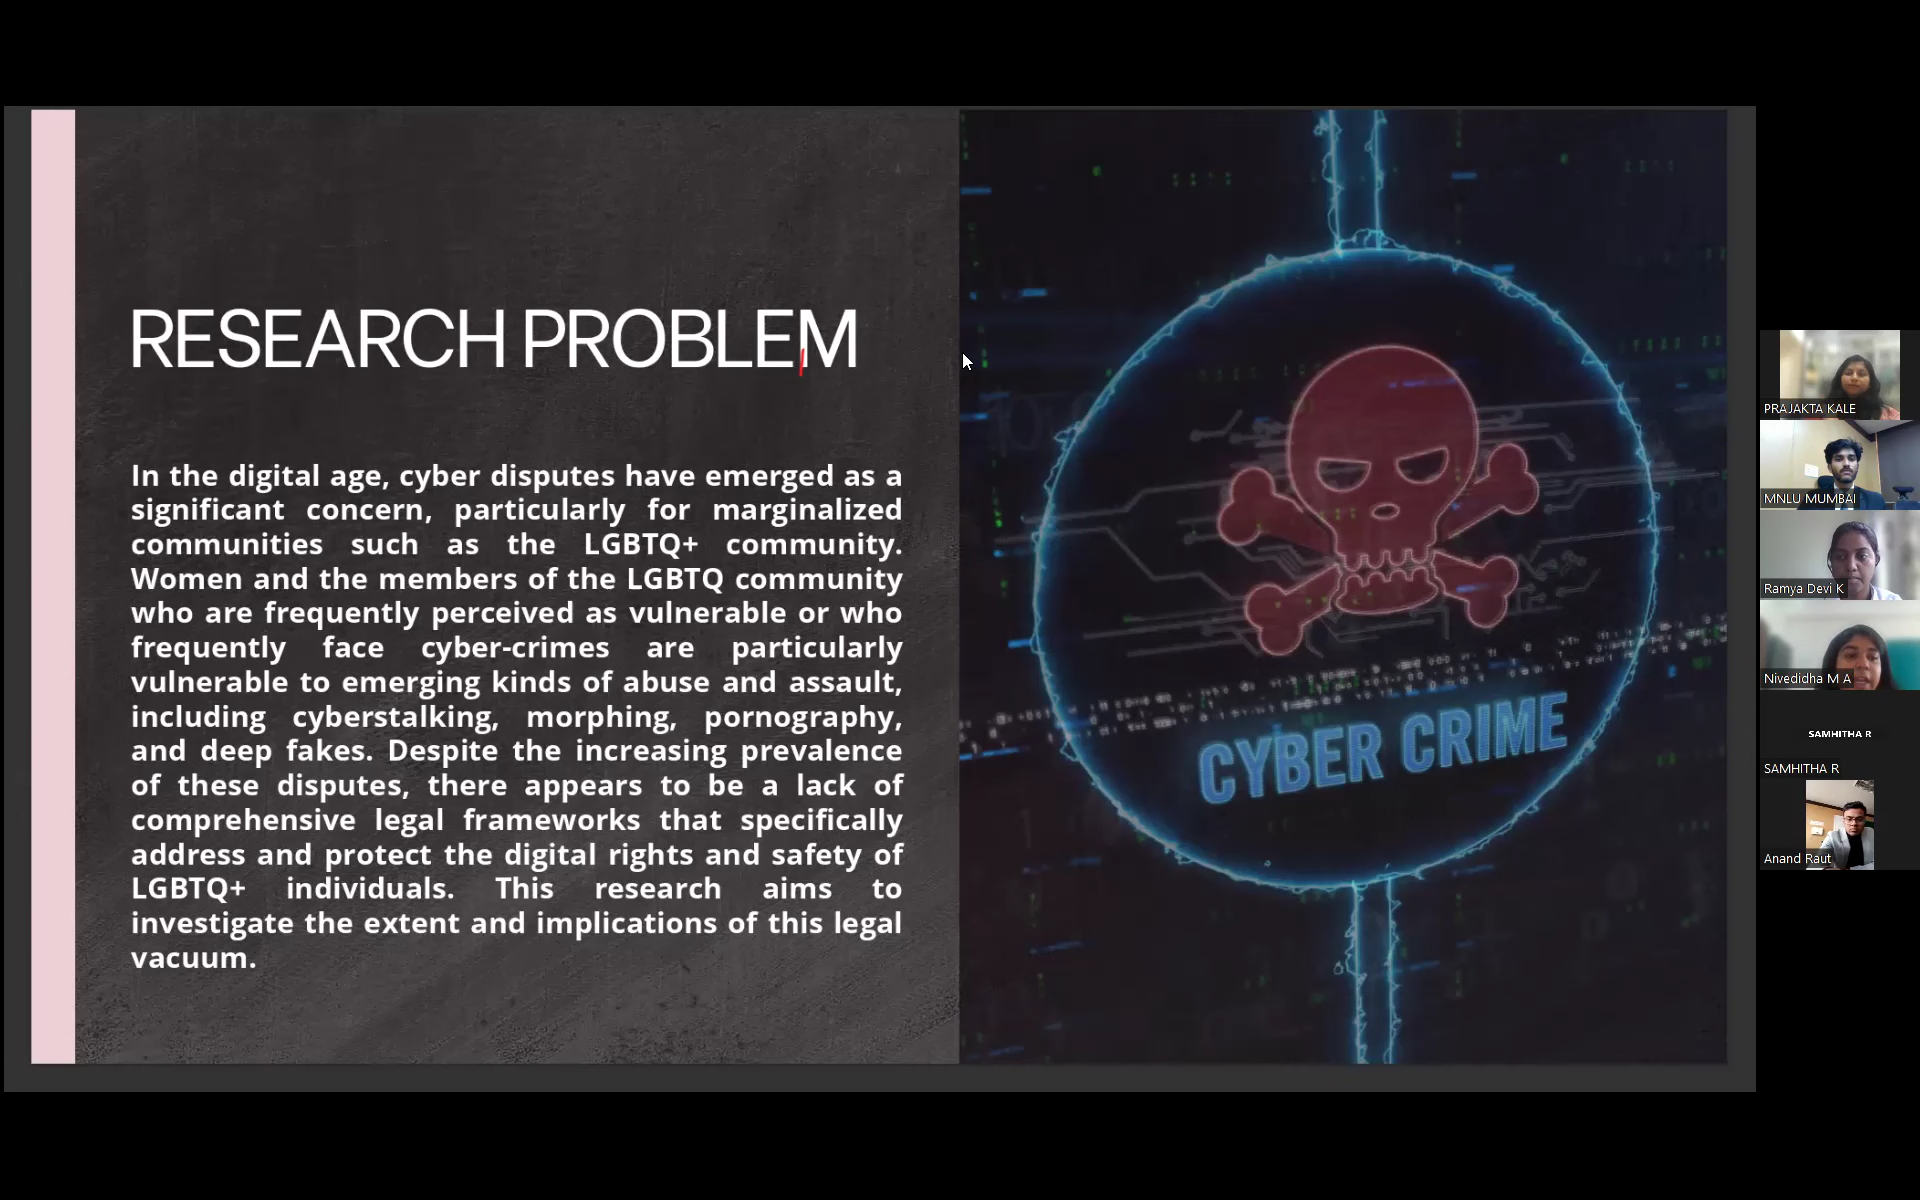 RESEARCH PROBLEM
In the digital age, cyber disputes have emerged as a
significant concern, particularly for marginalized
communities such as the LGBTQ+ community.
Women and the members of the LGBTQ community
who are frequently perceived as vulnerable or who
frequently face cyber-crimes are particularly
vulnerable to emerging kinds of abuse and assault,
including cyberstalking, morphing, pornography,
and deep fakes. Despite the increasing prevalence
of these disputes, there appears to be a lack of
comprehensive legal frameworks that specifically
address and protect the digital rights and safety of
LGBTQ+ individuals. This research aims to
investigate the extent and implications of this legal
vacuum.
CYBER CRIME
PRAJAKTA KALE
MNLU MUMBAI
Ramya Devi K
Nivedidha M A
SAMHITHA R
SAMHITHA R
Anand Raut